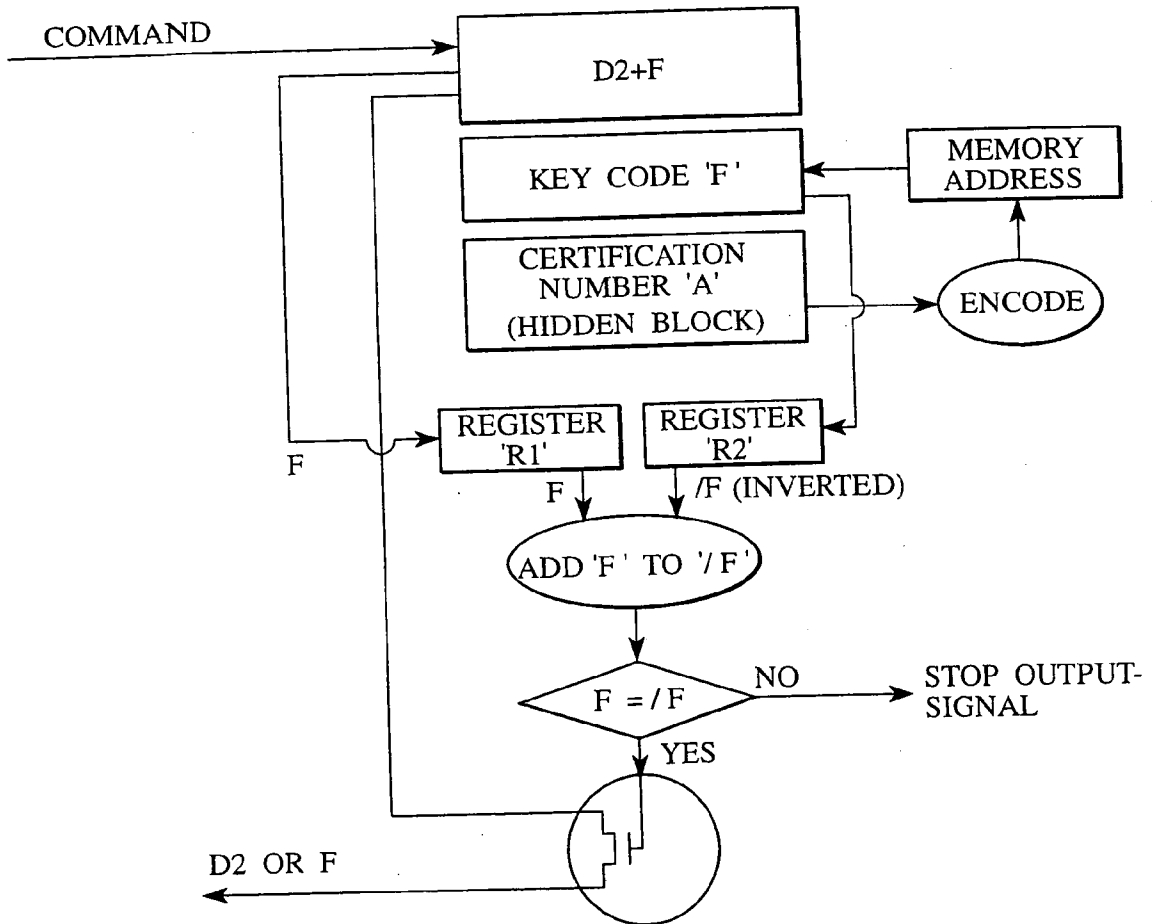 COMMAND
D2+F
KEY CODE 'F'
MEMORY
ADDRESS
CERTIFICATION
NUMBER 'A'
(HIDDEN BLOCK)
ENCODE
REGISTER
'R1'
REGISTER
'R2'
F
F
/F (INVERTED)
ADD 'F' TO '/F'
F = /F
NO
STOP OUTPUT-
SIGNAL
YES
D2 OR F